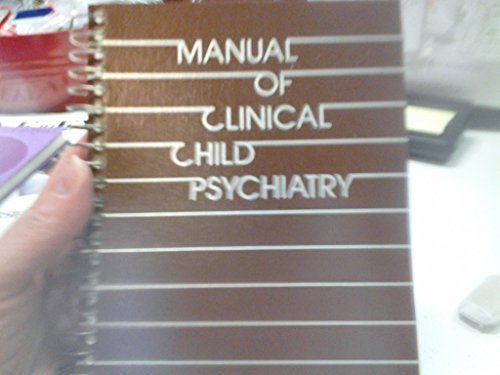 MANUAL
OF
CLINICAL
CHILD
PSYCHIATRY